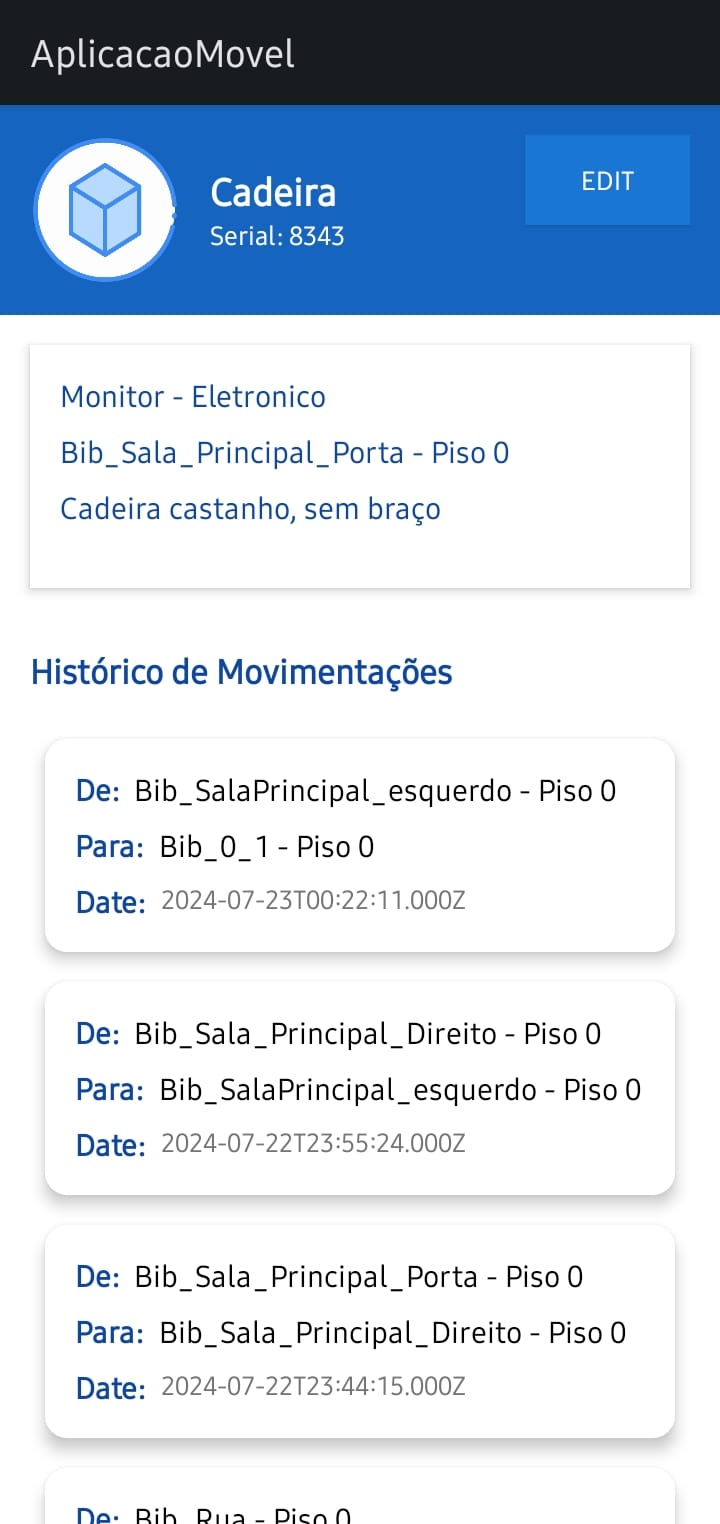 AplicacaoMovel
Cadeira
EDIT
Serial: 8343
Monitor - Eletronico
Bib_Sala_Principal_Porta - Piso 0
Cadeira castanho, sem braço
Histórico de Movimentações
De: Bib_SalaPrincipal_esquerdo - Piso 0
Para: Bib_0_1 - Piso 0
Date: 2024-07-23T00:22:11.000Z
De: Bib_Sala_Principal_Direito - Piso 0
Para: Bib_SalaPrincipal_esquerdo - Piso 0
Date: 2024-07-22T23:55:24.000Z
De: Bib_Sala_Principal_Porta - Piso 0
Para: Bib_Sala_Principal_Direito - Piso 0
Date: 2024-07-22T23:44:15.000Z
De: Bib_Rua - Piso 0